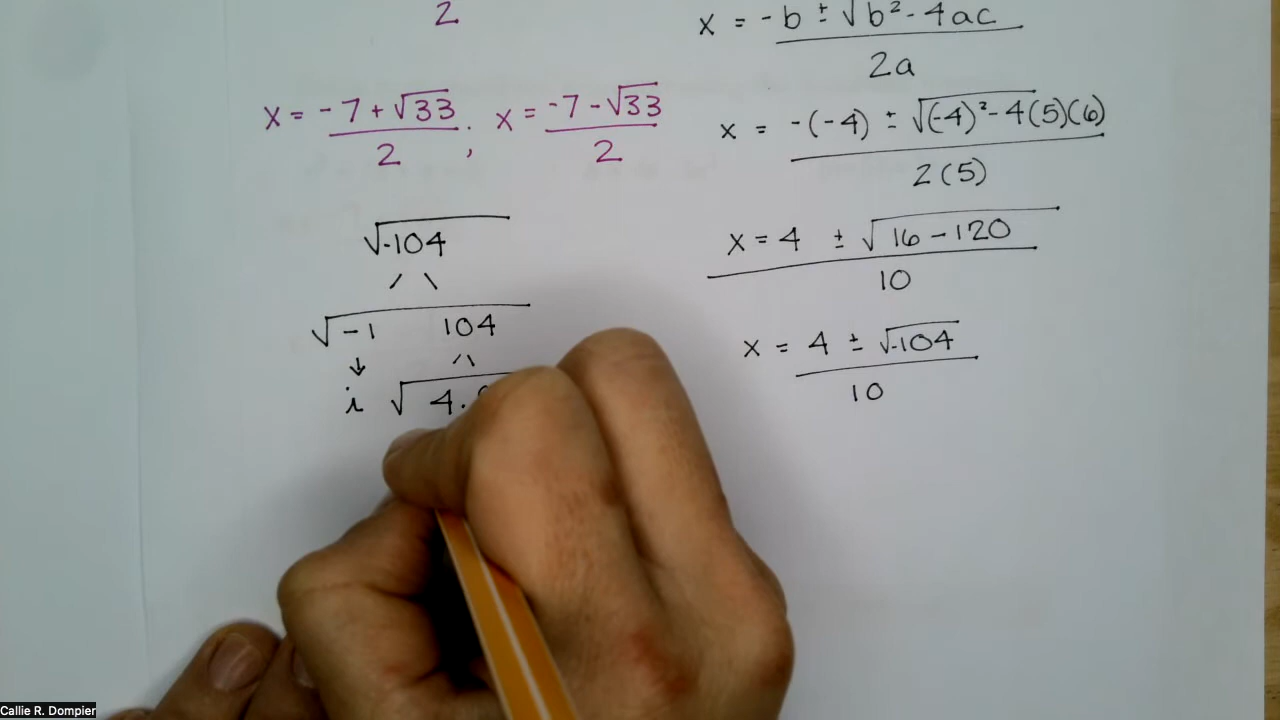 2
x = -7 + √33 / 2 ; x = -7 - √33 / 2
√-104
√-1 104
i √4 ·
x = -b ± √b² - 4ac / 2a
x = -(-4) ± √(-4)² - 4(5)(6) / 2(5)
x = 4 ± √16 - 120 / 10
x = 4 ± √-104 / 10
Callie R. Dompier